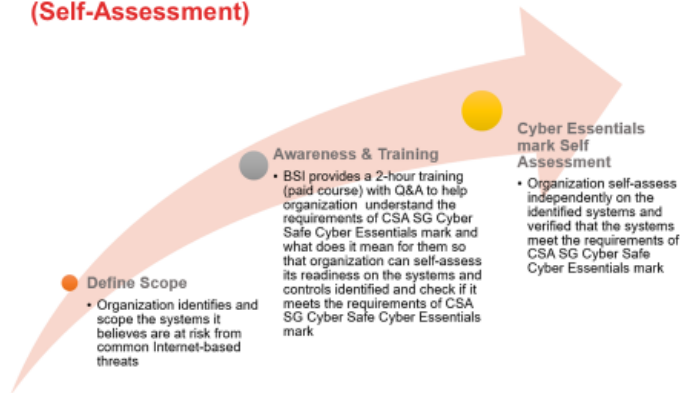 (Self-Assessment)
Define Scope
• Organization identifies and
scope the systems it
believes are at risk from
common Internet-based
threats
Awareness & Training
• BSI provides a 2-hour training
(paid course) with Q&A to help
organization understand the
requirements of CSA SG Cyber
Safe Cyber Essentials mark and
what does it mean for them so
that organization can self-assess
its readiness on the systems and
controls identified and check if it
meets the requirements of CSA
SG Cyber Safe Cyber Essentials
mark
Cyber Essentials
mark Self
Assessment
• Organization self-assess
independently on the
identified systems and
verified that the systems
meet the requirements of
CSA SG Cyber Safe
Cyber Essentials mark